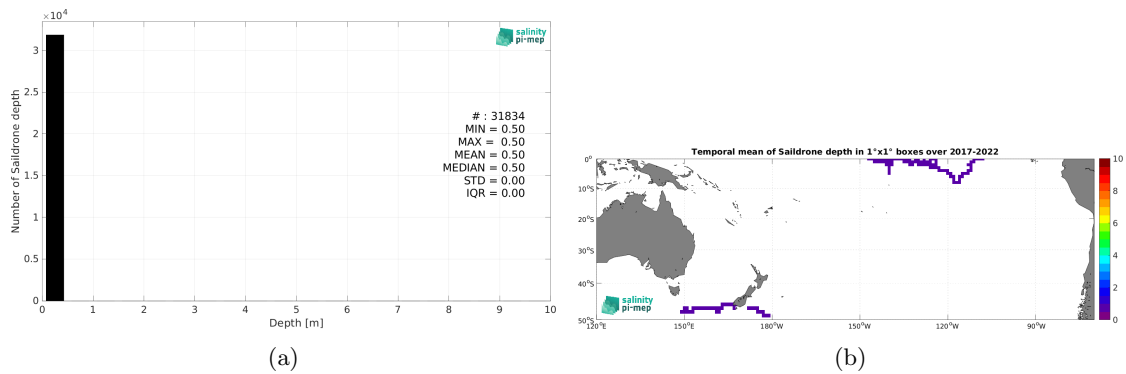 ×10⁴
3
2.5
2
1.5
1
0.5
0
Number of Saildrone depth
salinity
pi-mep
# : 31834
MIN = 0.50
MAX = 0.50
MEAN = 0.50
MEDIAN = 0.50
STD = 0.00
IQR = 0.00
0 1 2 3 4 5 6 7 8 9 10
Depth [m]
(a)
Temporal mean of Saildrone depth in 1°x1° boxes over 2017-2022
0°
10°S
20°S
30°S
40°S
50°S
salinity
pi-mep
120°E 150°E 180°W 150°W 120°W 90°W
10
8
6
4
2
0
(b)